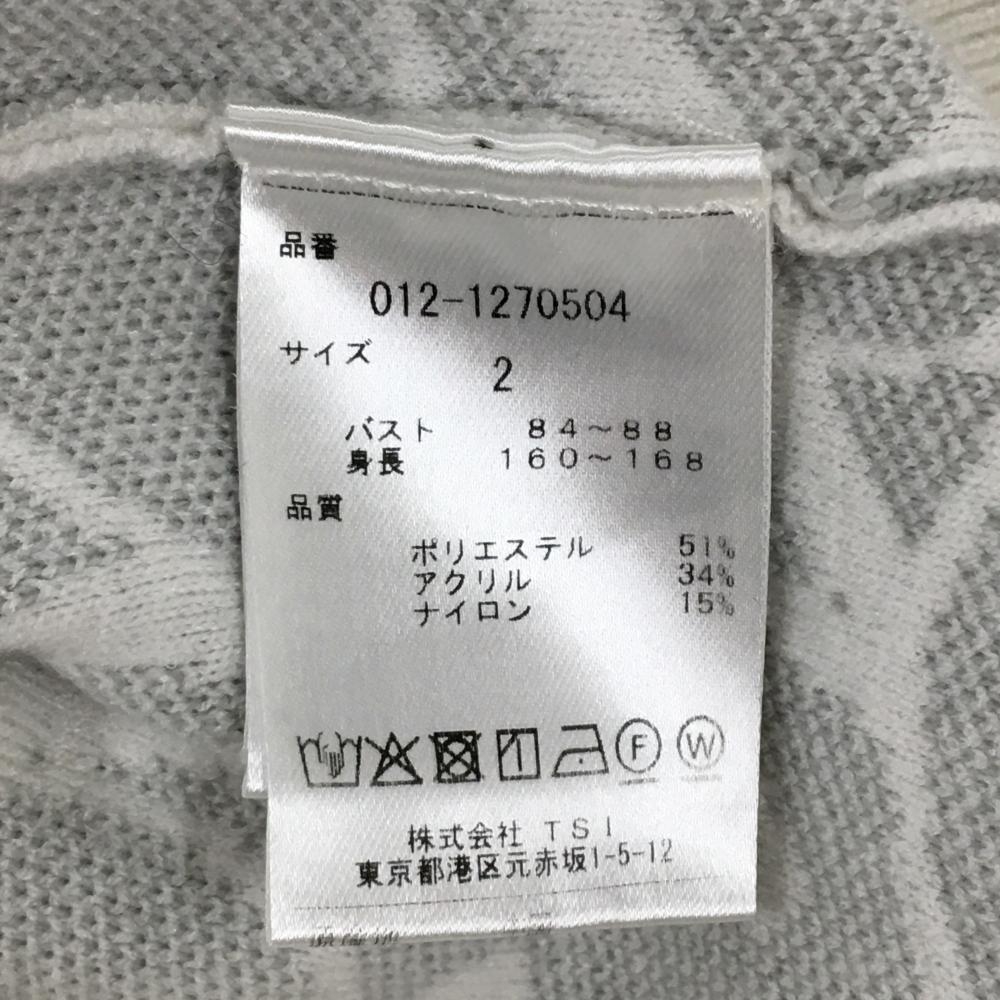 品番
012-1270504
サイズ
2
バスト 84～88
身長 160～168
品質
ポリエステル 51%
アクリル 34%
ナイロン 15%
F W
株式会社 TSI
東京都港区元赤坂1-5-12